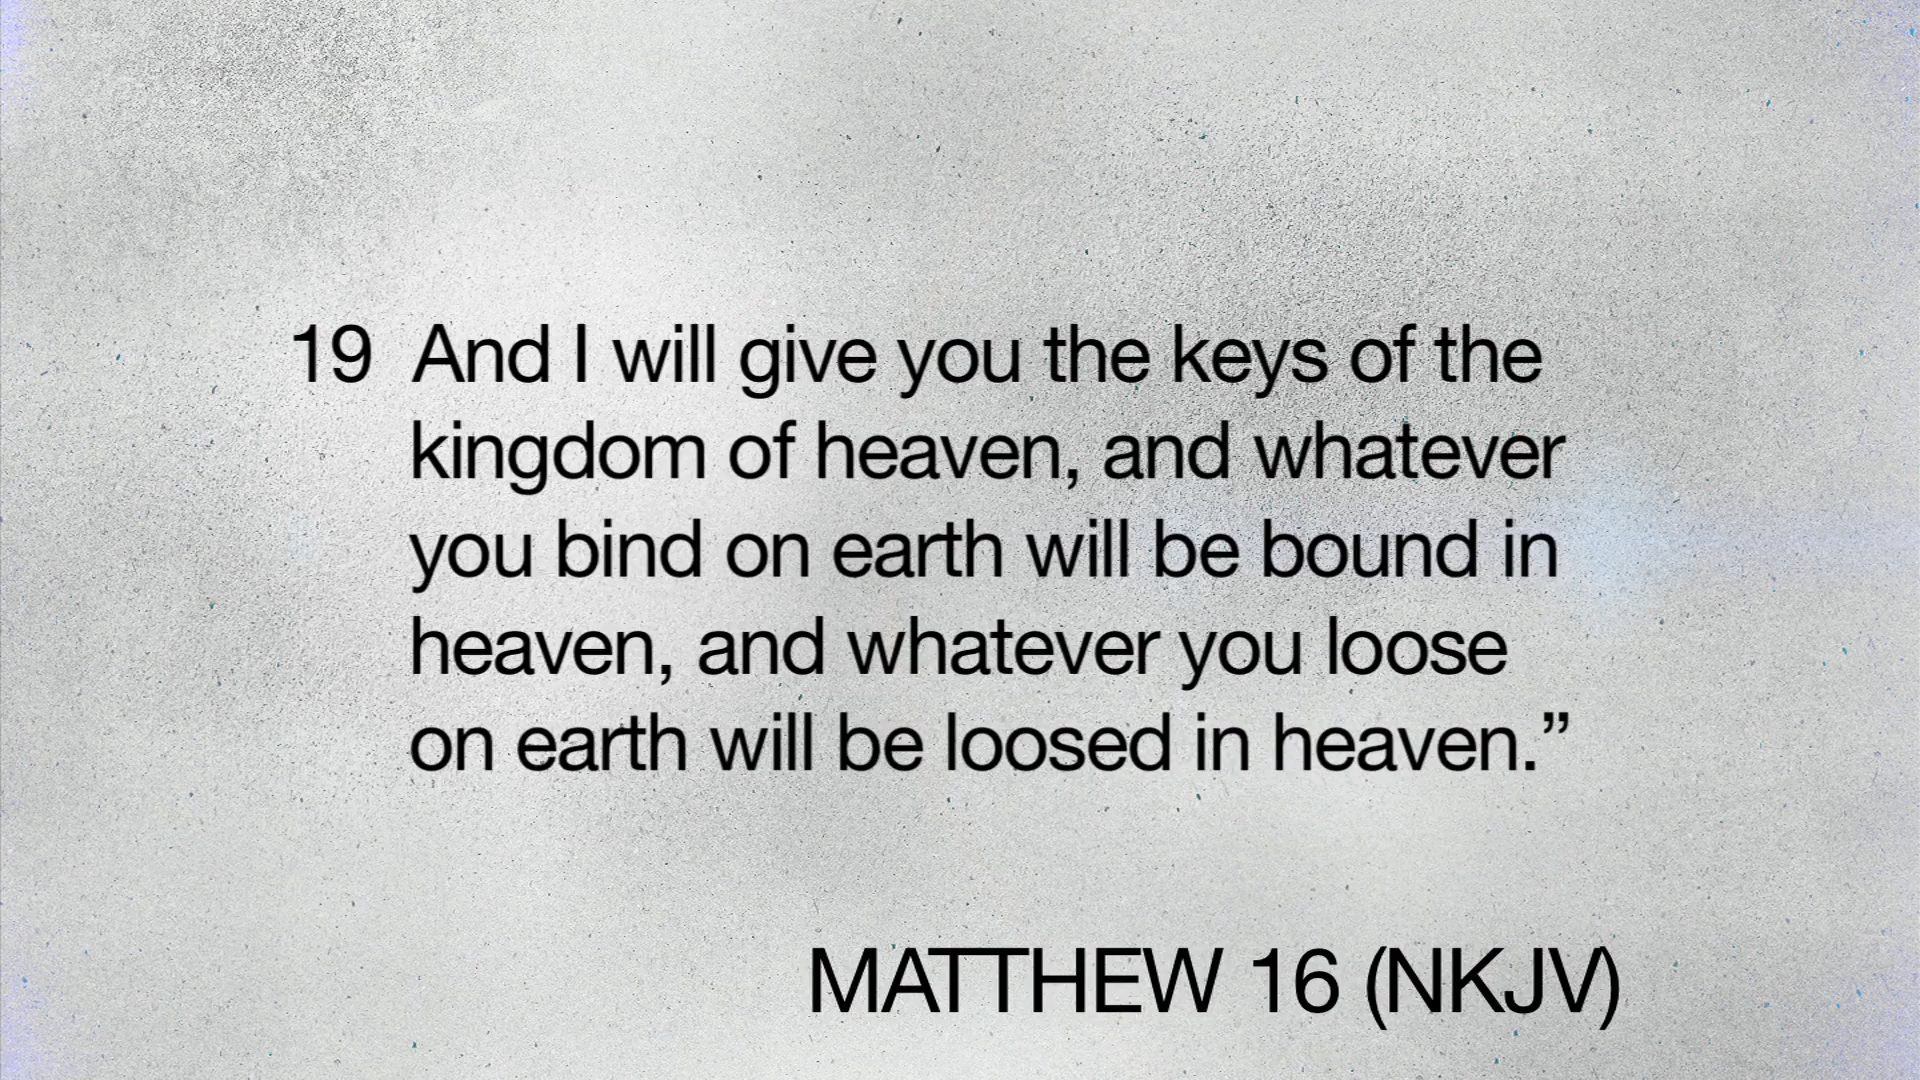 19 And I will give you the keys of the
kingdom of heaven, and whatever
you bind on earth will be bound in
heaven, and whatever you loose
on earth will be loosed in heaven.”
MATTHEW 16 (NKJV)